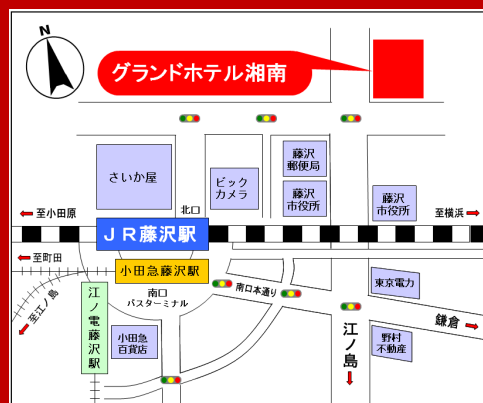 N
グランドホテル湘南
さいか屋
ビック
カメラ
藤沢
郵便局
藤沢
市役所
藤沢
市役所
北口
至小田原
至横浜
JR藤沢駅
至町田
小田急藤沢駅
至江ノ島
江ノ電藤沢駅
南口
バスターミナル
南口本通り
東京電力
鎌倉
小田急
百貨店
江ノ島
野村
不動産